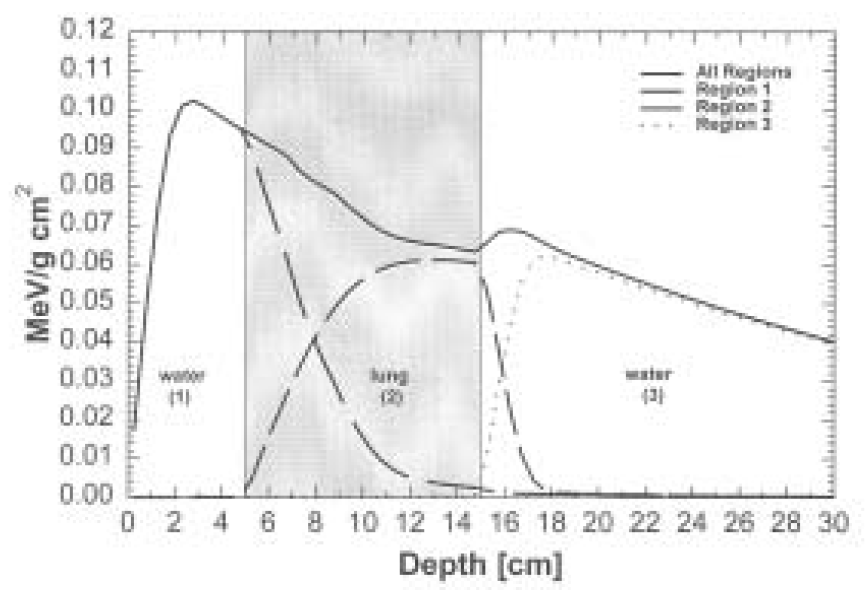 0.12
0.11
0.10
0.09
0.08
0.07
0.06
0.05
0.04
0.03
0.02
0.01
0.00
MeV/g cm²
All Regions
Region 1
Region 2
Region 3
water
(1)
lung
(2)
water
(3)
0 2 4 6 8 10 12 14 16 18 20 22 24 26 28 30
Depth [cm]